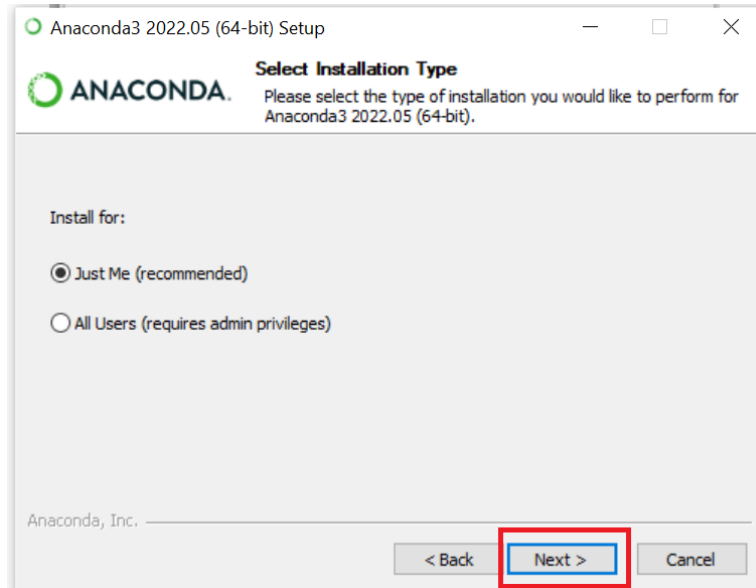 Anaconda3 2022.05 (64-bit) Setup
ANACONDA.
Select Installation Type
Please select the type of installation you would like to perform for
Anaconda3 2022.05 (64-bit).
Install for:
Just Me (recommended)
All Users (requires admin privileges)
Anaconda, Inc.
< Back
Next >
Cancel